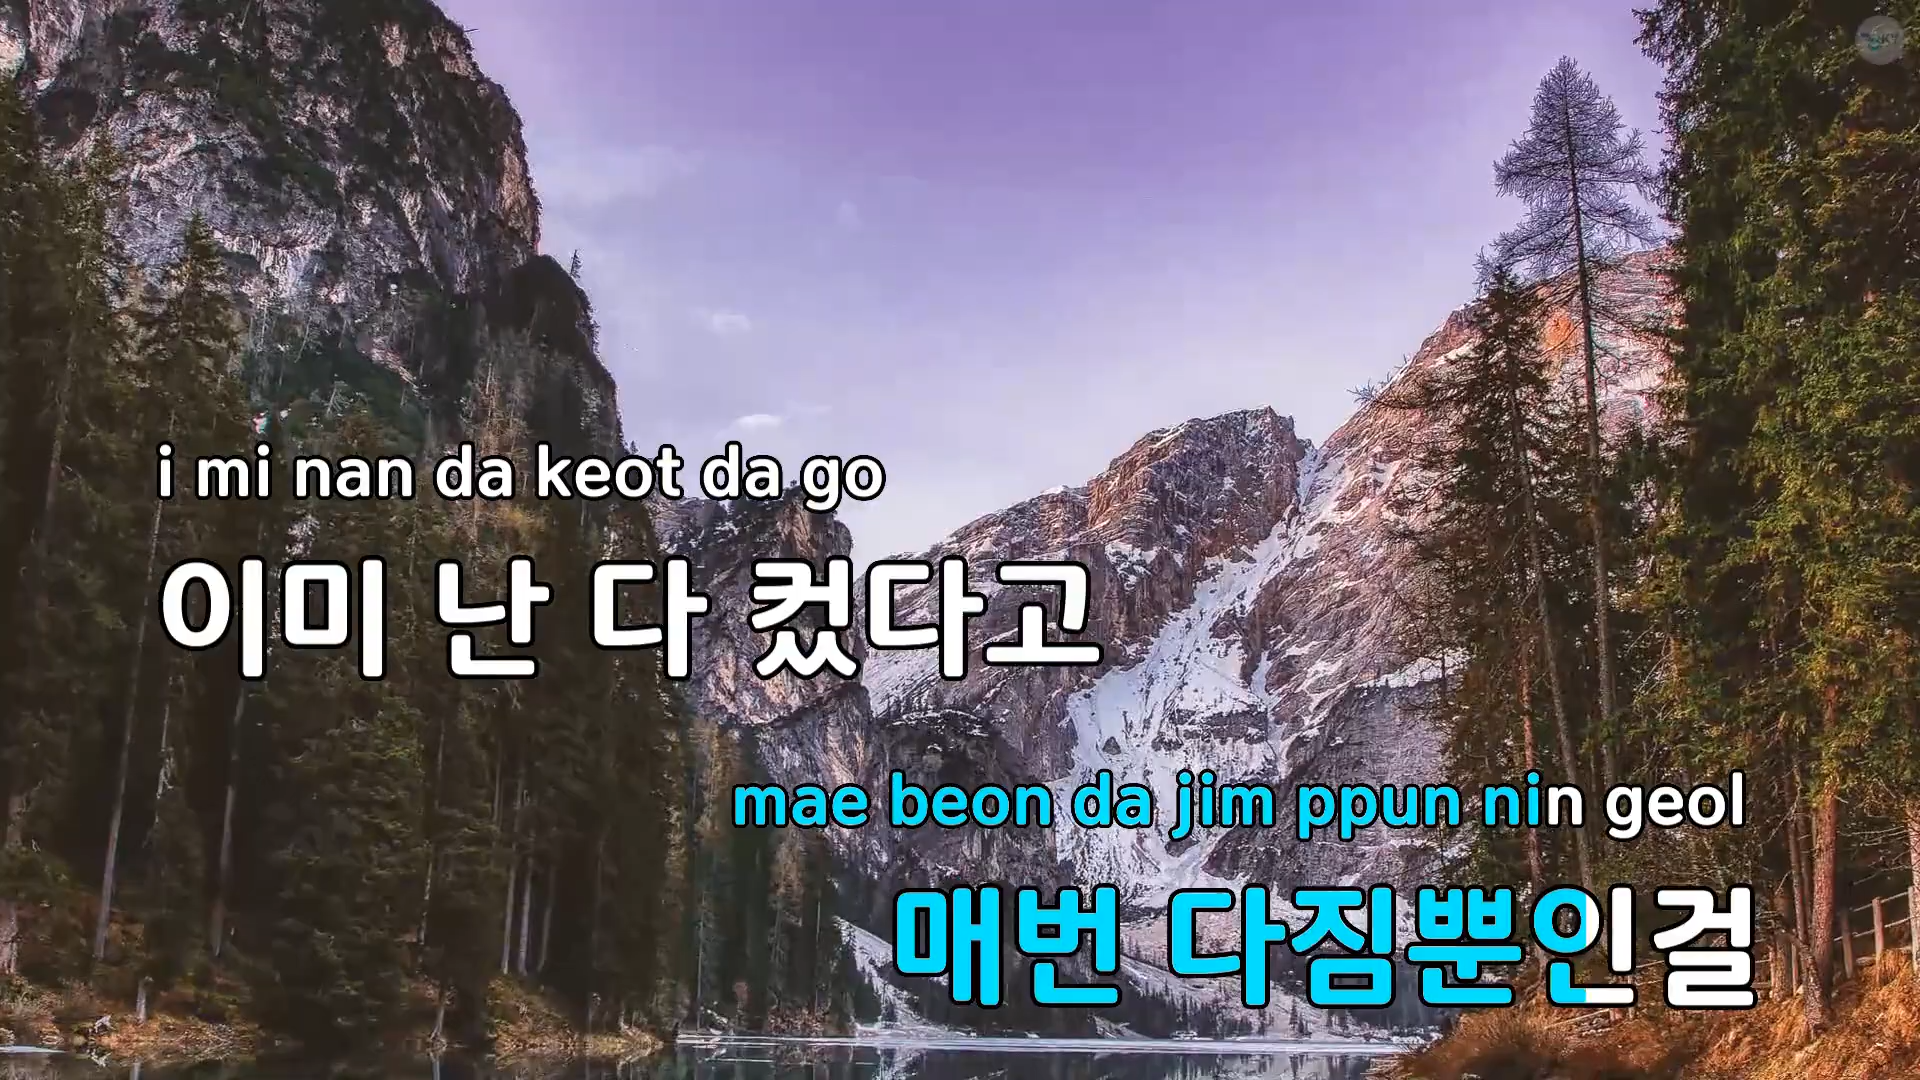 i mi nan da keot da go
이미 난 다 컸다고
mae beon da jim ppun nin geol
매번 다짐뿐인걸